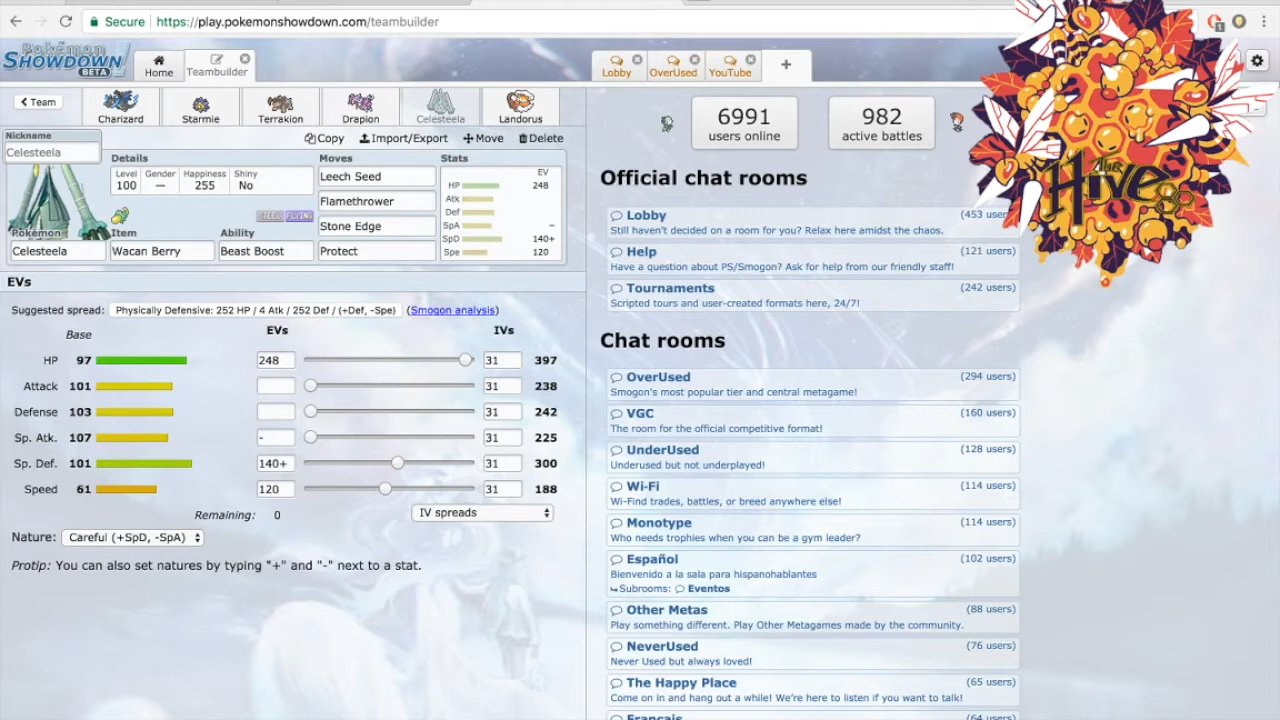 Secure https://play.pokemonshowdown.com/teambuilder
Pokémon
SHOWDOWN!
BETA
Home
Teambuilder
Lobby
OverUsed
YouTube
+
< Team
Charizard
Starmie
Terrakion
Drapion
Celesteela
Landorus
Copy
Import/Export
Move
Delete
Nickname
Celesteela
Details
Level Gender Happiness Shiny
100 — 255 No
STEEL FLYING
Pokémon
Celesteela
Item
Wacan Berry
Ability
Beast Boost
Moves
Leech Seed
Flamethrower
Stone Edge
Protect
Stats
EV
HP 248
Atk
Def
SpA –
SpD 140+
Spe 120
EVs
Suggested spread: Physically Defensive: 252 HP / 4 Atk / 252 Def / (+Def, -Spe) (Smogon analysis)
Base EVs IVs
HP 97 248 31 397
Attack 101 31 238
Defense 103 31 242
Sp. Atk. 107 - 31 225
Sp. Def. 101 140+ 31 300
Speed 61 120 31 188
Remaining: 0
IV spreads
Nature: Careful (+SpD, -SpA)
Protip: You can also set natures by typing "+" and "-" next to a stat.
6991
users online
982
active battles
Official chat rooms
Lobby (453 users)
Still haven't decided on a room for you? Relax here amidst the chaos.
Help (121 users)
Have a question about PS/Smogon? Ask for help from our friendly staff!
Tournaments (242 users)
Scripted tours and user-created formats here, 24/7!
Chat rooms
OverUsed (294 users)
Smogon's most popular tier and central metagame!
VGC (160 users)
The room for the official competitive format!
UnderUsed (128 users)
Underused but not underplayed!
Wi-Fi (114 users)
Wi-Find trades, battles, or breed anywhere else!
Monotype (114 users)
Who needs trophies when you can be a gym leader?
Español (102 users)
Bienvenido a la sala para hispanohablantes
Subrooms: Eventos
Other Metas (88 users)
Play something different. Play Other Metagames made by the community.
NeverUsed (76 users)
Never Used but always loved!
The Happy Place (65 users)
Come on in and hang out a while! We're here to listen if you want to talk!
Français (64 users)
The Hive
1